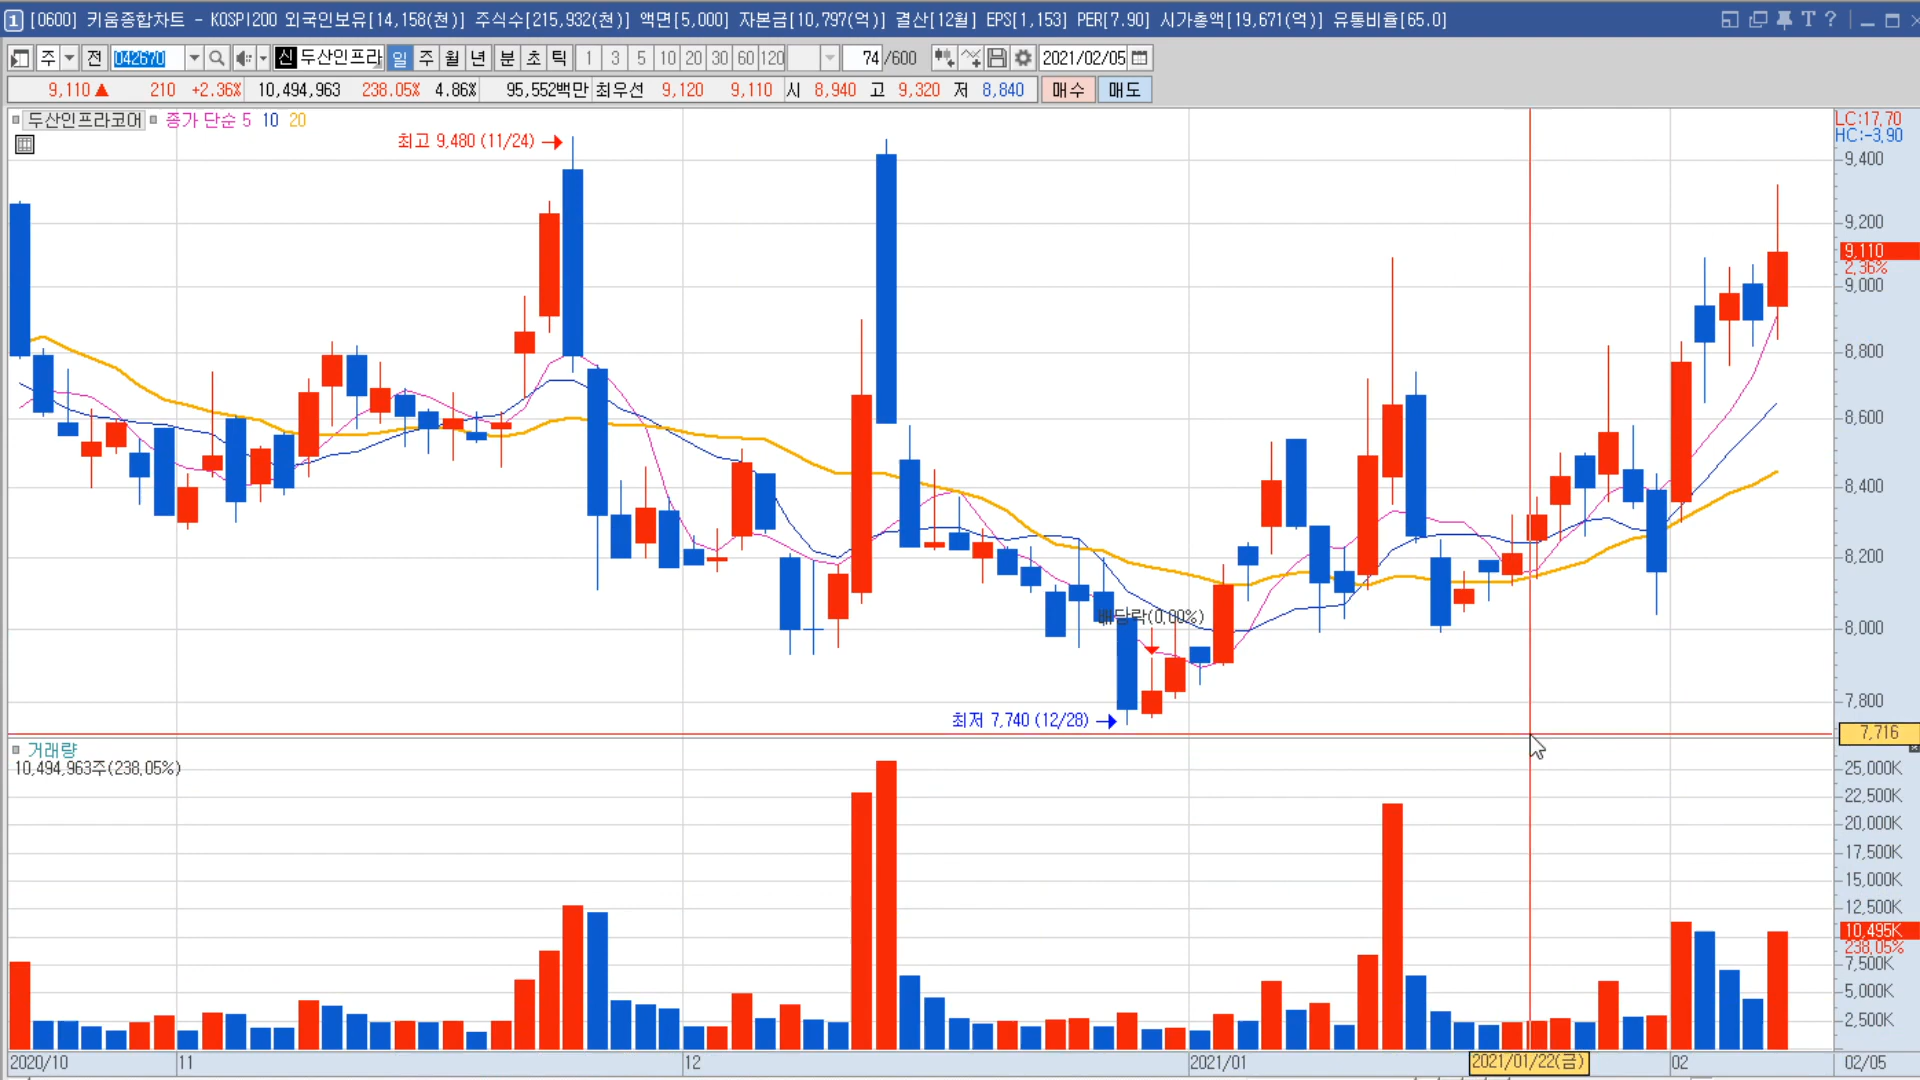 1 [0600] 키움종합차트 - KOSPI200 외국인보유[14,158(천)] 주식수[215,932(천)] 액면[5,000] 자본금[10,797(억)] 결산[12월] EPS[1,153] PER[7.90] 시가총액[19,671(억)] 유통비율[65.0] T ?
주 전 042670 신 두산인프라 일 주 월 년 분 초 틱 1 3 5 10 20 30 60 120 74 /600 2021/02/05
9,110▲ 210 +2.36% 10,494,963 238.05% 4.86% 95,552백만 최우선 9,120 9,110 시 8,940 고 9,320 저 8,840 매수 매도
두산인프라코어 종가 단순 5 10 20
LC:17.70
HC:-3.90
최고 9,480 (11/24)
9,400
9,200
9,110
2.36%
9,000
8,800
8,600
8,400
8,200
배당락(0.00%)
8,000
7,800
최저 7,740 (12/28)
7,716
거래량
10,494,963주(238.05%)
25,000K
22,500K
20,000K
17,500K
15,000K
12,500K
10,495K
238.05%
7,500K
5,000K
2,500K
2020/10 11 12 2021/01 2021/01/22(금) 02 02/05